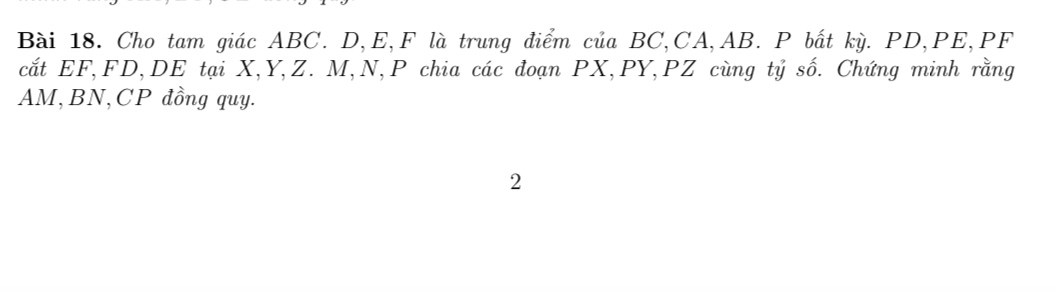 Bài 18. Cho tam giác ABC. D, E, F là trung điểm của BC, CA, AB. P bất kỳ. PD, PE, PF
cắt EF, FD, DE tại X, Y, Z. M, N, P chia các đoạn PX, PY, PZ cùng tỷ số. Chứng minh rằng
AM, BN, CP đồng quy.
2